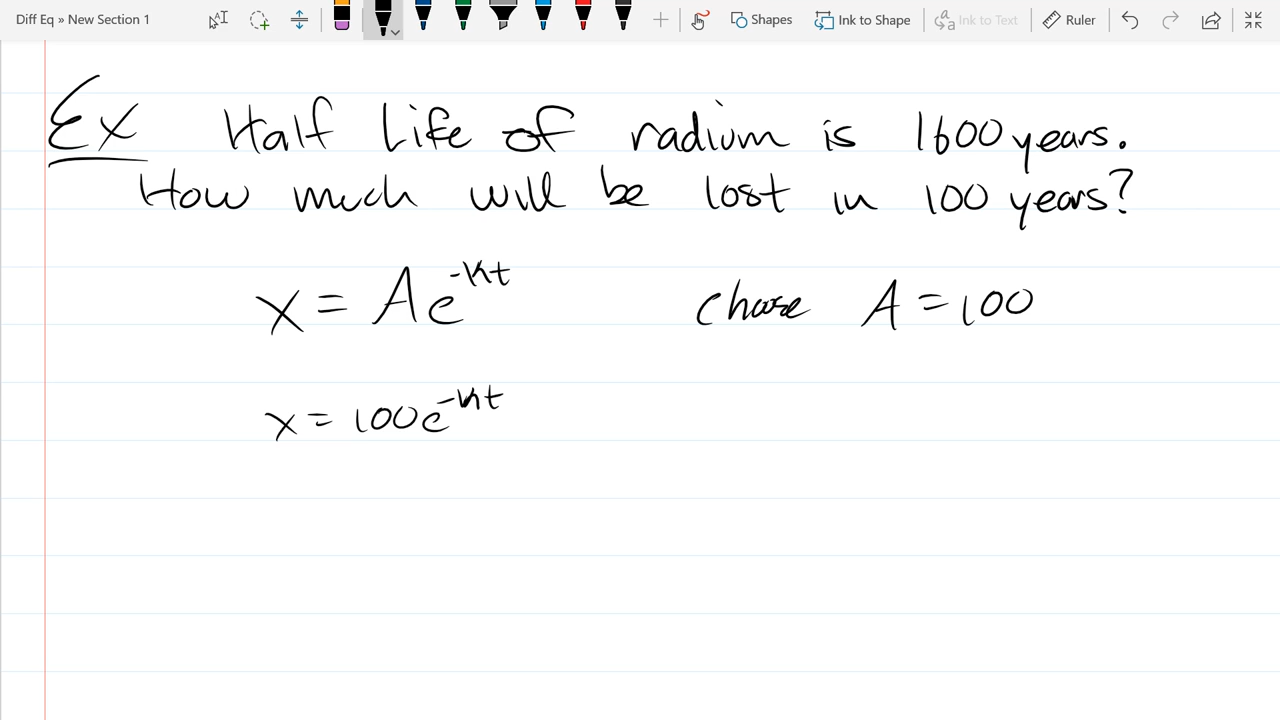 Diff Eq » New Section 1 Shapes Ink to Shape Ink to Text Ruler
Ex Half Life of radium is 1600 years.
How much will be lost in 100 years?
x = Ae^{-kt} chose A = 100
x = 100e^{-kt}